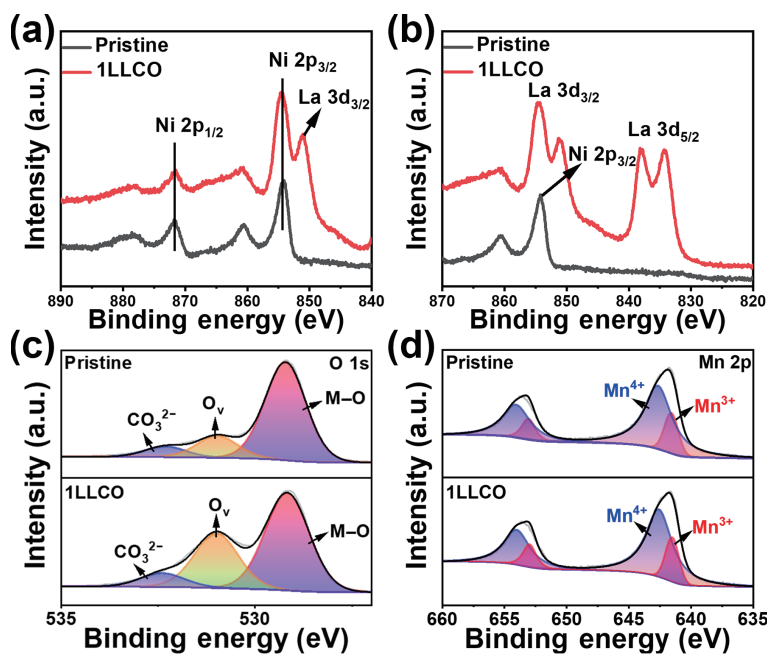 (a)
Pristine
1LLCO
Ni 2p3/2
La 3d3/2
Ni 2p1/2
Intensity (a.u.)
890 880 870 860 850 840
Binding energy (eV)
(b)
Pristine
1LLCO
La 3d3/2
La 3d5/2
Ni 2p3/2
Intensity (a.u.)
870 860 850 840 830 820
Binding energy (eV)
(c)
Pristine
O 1s
CO3²⁻
Ov
M–O
1LLCO
CO3²⁻
Ov
M–O
Intensity (a.u.)
535 530
Binding energy (eV)
(d)
Pristine
Mn 2p
Mn⁴⁺
Mn³⁺
1LLCO
Mn⁴⁺
Mn³⁺
Intensity (a.u.)
660 655 650 645 640 635
Binding energy (eV)